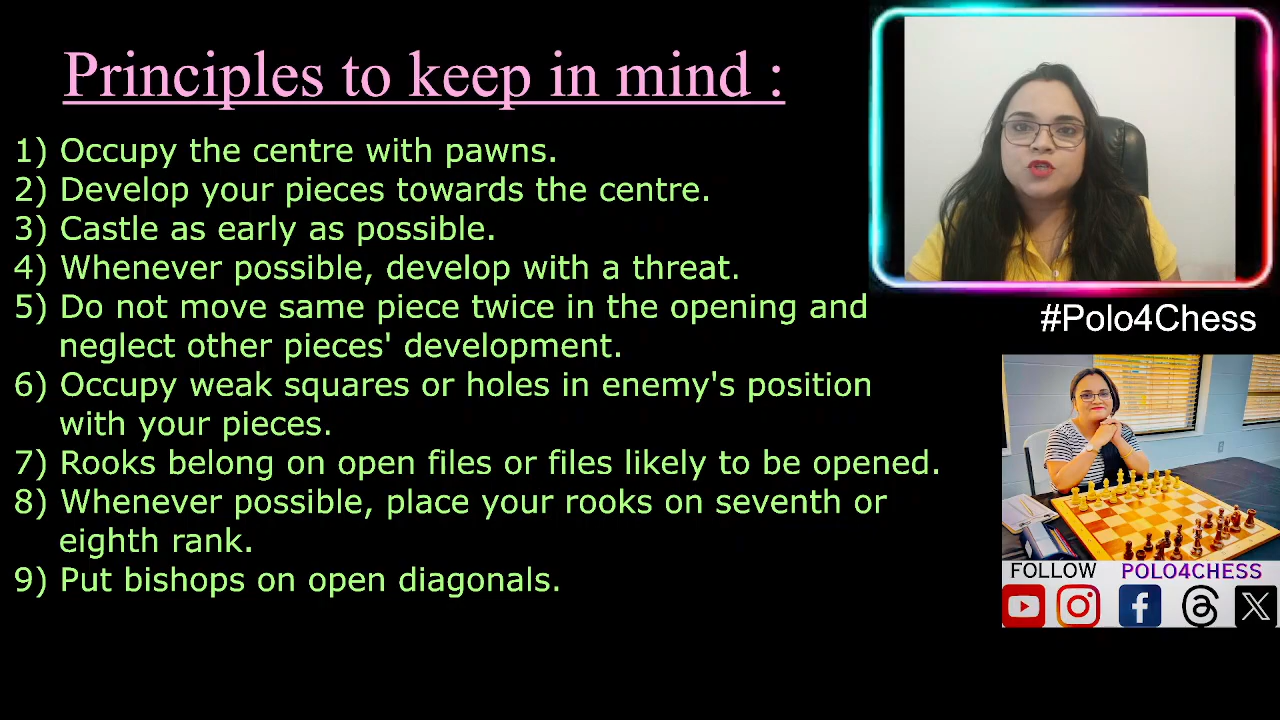 Principles to keep in mind :
1) Occupy the centre with pawns.
2) Develop your pieces towards the centre.
3) Castle as early as possible.
4) Whenever possible, develop with a threat.
5) Do not move same piece twice in the opening and
neglect other pieces' development.
6) Occupy weak squares or holes in enemy's position
with your pieces.
7) Rooks belong on open files or files likely to be opened.
8) Whenever possible, place your rooks on seventh or
eighth rank.
9) Put bishops on open diagonals.
#Polo4Chess
FOLLOW POLO4CHESS